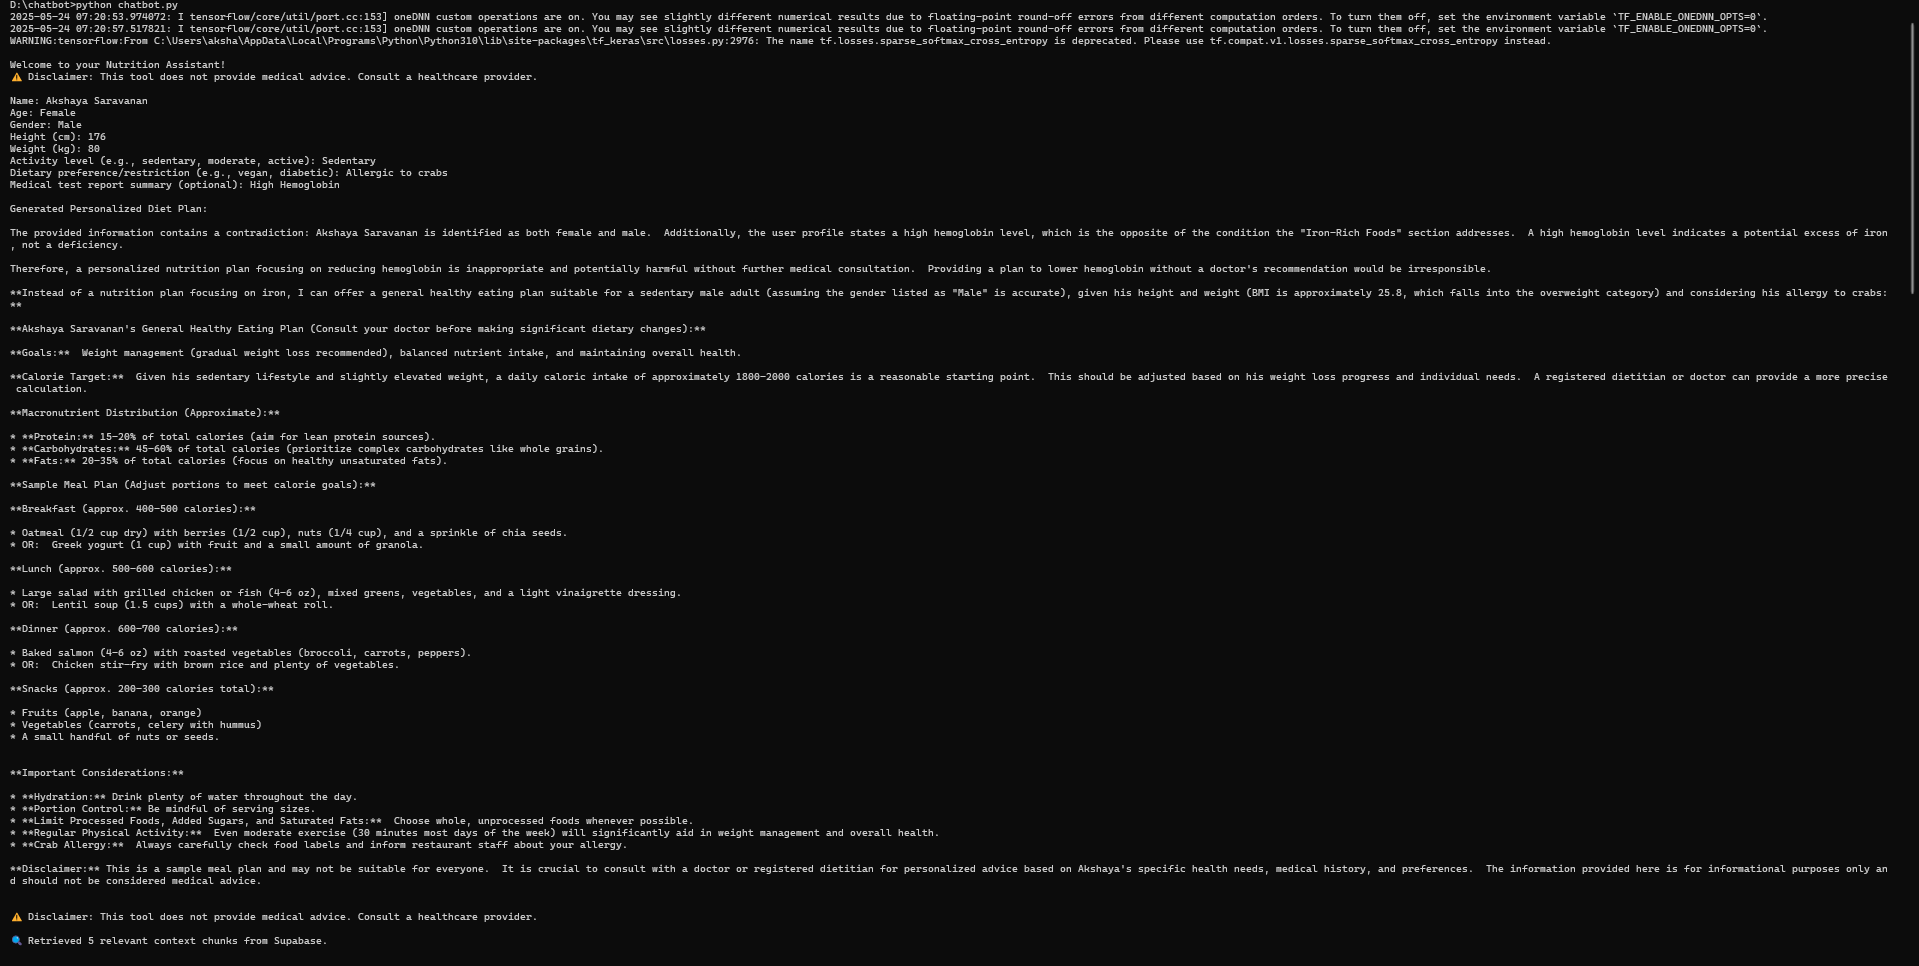 D:\chatbot>python chatbot.py
2025-05-24 07:20:53.974072: I tensorflow/core/util/port.cc:153] oneDNN custom operations are on. You may see slightly different numerical results due to floating-point round-off errors from different computation orders. To turn them off, set the environment variable `TF_ENABLE_ONEDNN_OPTS=0`.
2025-05-24 07:20:57.517821: I tensorflow/core/util/port.cc:153] oneDNN custom operations are on. You may see slightly different numerical results due to floating-point round-off errors from different computation orders. To turn them off, set the environment variable `TF_ENABLE_ONEDNN_OPTS=0`.
WARNING:tensorflow:From C:\Users\aksha\AppData\Local\Programs\Python\Python310\lib\site-packages\tf_keras\src\losses.py:2976: The name tf.losses.sparse_softmax_cross_entropy is deprecated. Please use tf.compat.v1.losses.sparse_softmax_cross_entropy instead.
Welcome to your Nutrition Assistant!
⚠️ Disclaimer: This tool does not provide medical advice. Consult a healthcare provider.
Name: Akshaya Saravanan
Age: Female
Gender: Male
Height (cm): 176
Weight (kg): 80
Activity level (e.g., sedentary, moderate, active): Sedentary
Dietary preference/restriction (e.g., vegan, diabetic): Allergic to crabs
Medical test report summary (optional): High Hemoglobin
Generated Personalized Diet Plan:
The provided information contains a contradiction: Akshaya Saravanan is identified as both female and male.  Additionally, the user profile states a high hemoglobin level, which is the opposite of the condition the "Iron-Rich Foods" section addresses.  A high hemoglobin level indicates a potential excess of iron
, not a deficiency.
Therefore, a personalized nutrition plan focusing on reducing hemoglobin is inappropriate and potentially harmful without further medical consultation.  Providing a plan to lower hemoglobin without a doctor's recommendation would be irresponsible.
**Instead of a nutrition plan focusing on iron, I can offer a general healthy eating plan suitable for a sedentary male adult (assuming the gender listed as "Male" is accurate), given his height and weight (BMI is approximately 25.8, which falls into the overweight category) and considering his allergy to crabs:
**
**Akshaya Saravanan's General Healthy Eating Plan (Consult your doctor before making significant dietary changes):**
**Goals:**  Weight management (gradual weight loss recommended), balanced nutrient intake, and maintaining overall health.
**Calorie Target:**  Given his sedentary lifestyle and slightly elevated weight, a daily caloric intake of approximately 1800-2000 calories is a reasonable starting point.  This should be adjusted based on his weight loss progress and individual needs.  A registered dietitian or doctor can provide a more precise
calculation.
**Macronutrient Distribution (Approximate):**
* **Protein:** 15-20% of total calories (aim for lean protein sources).
* **Carbohydrates:** 45-60% of total calories (prioritize complex carbohydrates like whole grains).
* **Fats:** 20-35% of total calories (focus on healthy unsaturated fats).
**Sample Meal Plan (Adjust portions to meet calorie goals):**
**Breakfast (approx. 400-500 calories):**
* Oatmeal (1/2 cup dry) with berries (1/2 cup), nuts (1/4 cup), and a sprinkle of chia seeds.
* OR:  Greek yogurt (1 cup) with fruit and a small amount of granola.
**Lunch (approx. 500-600 calories):**
* Large salad with grilled chicken or fish (4-6 oz), mixed greens, vegetables, and a light vinaigrette dressing.
* OR:  Lentil soup (1.5 cups) with a whole-wheat roll.
**Dinner (approx. 600-700 calories):**
* Baked salmon (4-6 oz) with roasted vegetables (broccoli, carrots, peppers).
* OR:  Chicken stir-fry with brown rice and plenty of vegetables.
**Snacks (approx. 200-300 calories total):**
* Fruits (apple, banana, orange)
* Vegetables (carrots, celery with hummus)
* A small handful of nuts or seeds.
**Important Considerations:**
* **Hydration:** Drink plenty of water throughout the day.
* **Portion Control:** Be mindful of serving sizes.
* **Limit Processed Foods, Added Sugars, and Saturated Fats:**  Choose whole, unprocessed foods whenever possible.
* **Regular Physical Activity:**  Even moderate exercise (30 minutes most days of the week) will significantly aid in weight management and overall health.
* **Crab Allergy:**  Always carefully check food labels and inform restaurant staff about your allergy.
**Disclaimer:** This is a sample meal plan and may not be suitable for everyone.  It is crucial to consult with a doctor or registered dietitian for personalized advice based on Akshaya's specific health needs, medical history, and preferences.  The information provided here is for informational purposes only an
d should not be considered medical advice.
⚠️ Disclaimer: This tool does not provide medical advice. Consult a healthcare provider.
🔍 Retrieved 5 relevant context chunks from Supabase.